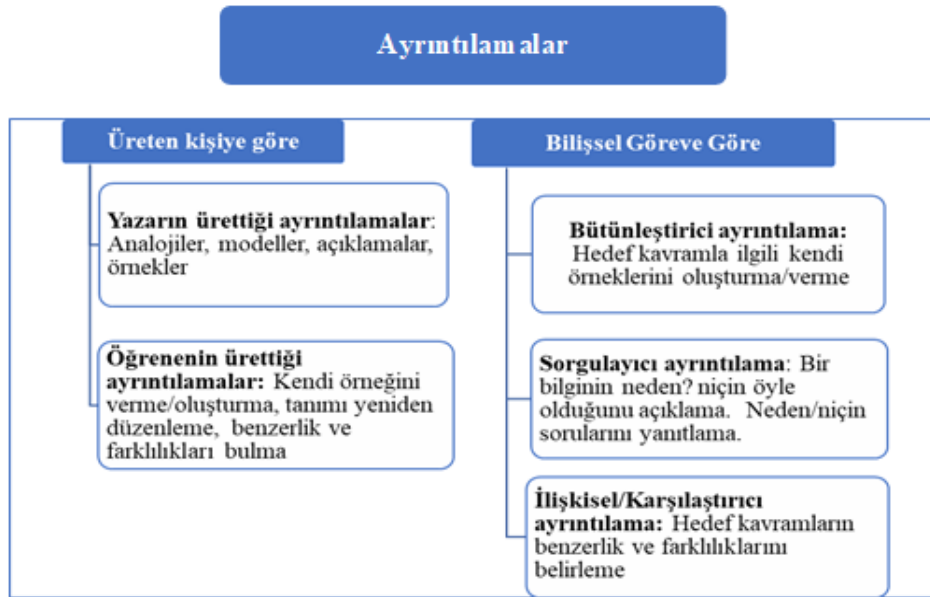 Ayrıntılamalar
Üreten kişiye göre
Yazarın ürettiği ayrıntılamalar:
Analojiler, modeller, açıklamalar,
örnekler
Öğrenenin ürettiği
ayrıntılamalar: Kendi örneğini
verme/oluşturma, tanımı yeniden
düzenleme, benzerlik ve
farklılıkları bulma
Bilişsel Göreve Göre
Bütünleştirici ayrıntılama:
Hedef kavramla ilgili kendi
örneklerini oluşturma/verme
Sorgulayıcı ayrıntılama: Bir
bilginin neden? niçin öyle
olduğunu açıklama. Neden/niçin
sorularını yanıtlama.
İlişkisel/Karşılaştırıcı
ayrıntılama: Hedef kavramların
benzerlik ve farklılıklarını
belirleme